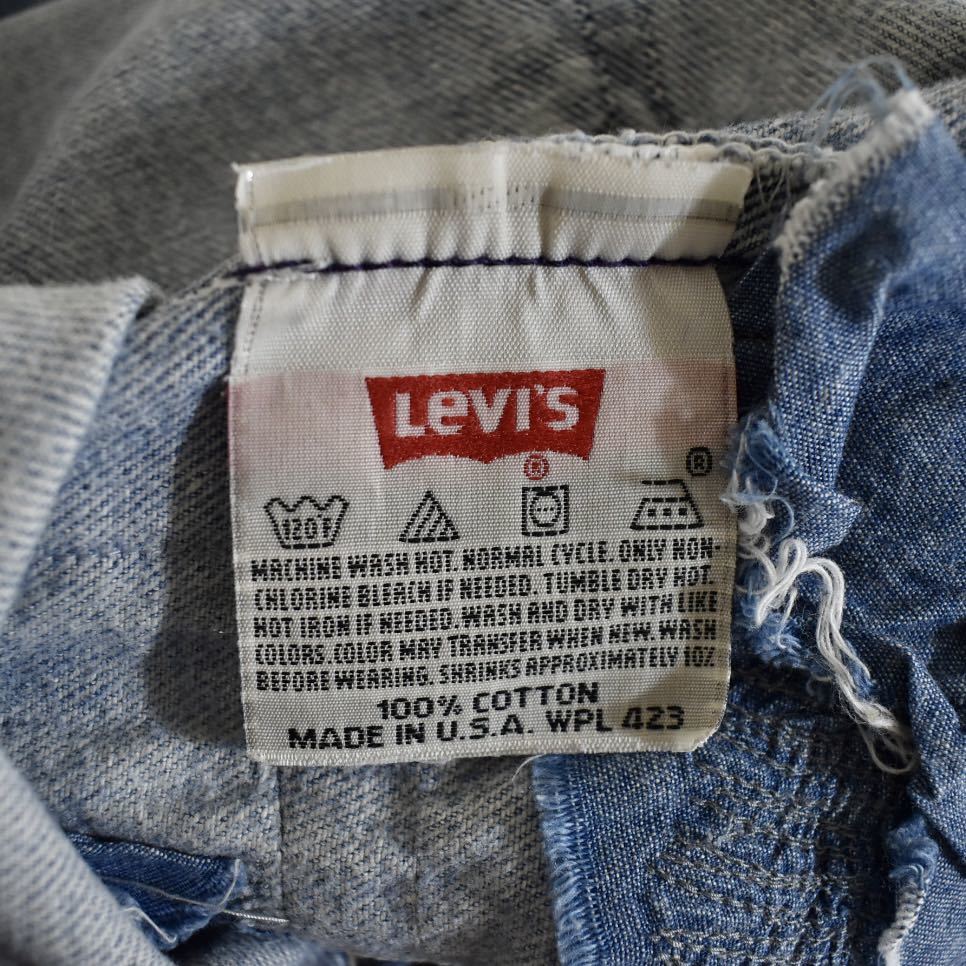 LEVI'S
®
®
120°F
MACHINE WASH HOT. NORMAL CYCLE. ONLY NON-
CHLORINE BLEACH IF NEEDED. TUMBLE DRY HOT.
HOT IRON IF NEEDED. WASH AND DRY WITH LIKE
COLORS. COLOR MAY TRANSFER WHEN NEW. WASH
BEFORE WEARING. SHRINKS APPROXIMATELY 10%
100% COTTON
MADE IN U.S.A. WPL 423